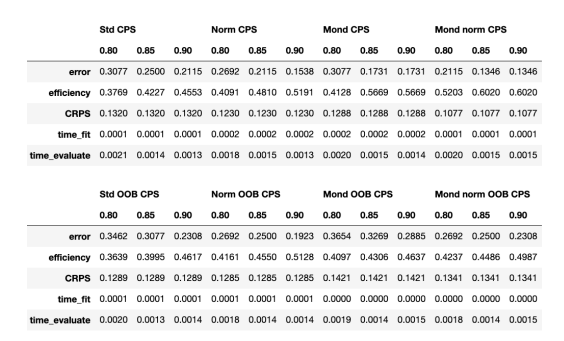 Std CPS Norm CPS Mond CPS Mond norm CPS
0.80 0.85 0.90 0.80 0.85 0.90 0.80 0.85 0.90 0.80 0.85 0.90
error 0.3077 0.2500 0.2115 0.2692 0.2115 0.1538 0.3077 0.1731 0.1731 0.2115 0.1346 0.1346
efficiency 0.3769 0.4227 0.4553 0.4091 0.4810 0.5191 0.4128 0.5669 0.5669 0.5203 0.6020 0.6020
CRPS 0.1320 0.1320 0.1320 0.1230 0.1230 0.1230 0.1288 0.1288 0.1288 0.1077 0.1077 0.1077
time_fit 0.0001 0.0001 0.0001 0.0002 0.0002 0.0002 0.0002 0.0002 0.0002 0.0001 0.0001 0.0001
time_evaluate 0.0021 0.0014 0.0013 0.0018 0.0015 0.0013 0.0020 0.0015 0.0014 0.0020 0.0015 0.0015
Std OOB CPS Norm OOB CPS Mond OOB CPS Mond norm OOB CPS
0.80 0.85 0.90 0.80 0.85 0.90 0.80 0.85 0.90 0.80 0.85 0.90
error 0.3462 0.3077 0.2308 0.2692 0.2500 0.1923 0.3654 0.3269 0.2885 0.2692 0.2500 0.2308
efficiency 0.3639 0.3995 0.4617 0.4161 0.4550 0.5128 0.4097 0.4306 0.4637 0.4237 0.4486 0.4987
CRPS 0.1289 0.1289 0.1289 0.1285 0.1285 0.1285 0.1421 0.1421 0.1421 0.1341 0.1341 0.1341
time_fit 0.0001 0.0001 0.0001 0.0001 0.0001 0.0001 0.0000 0.0000 0.0000 0.0000 0.0000 0.0000
time_evaluate 0.0020 0.0013 0.0014 0.0018 0.0014 0.0014 0.0019 0.0014 0.0015 0.0018 0.0014 0.0015